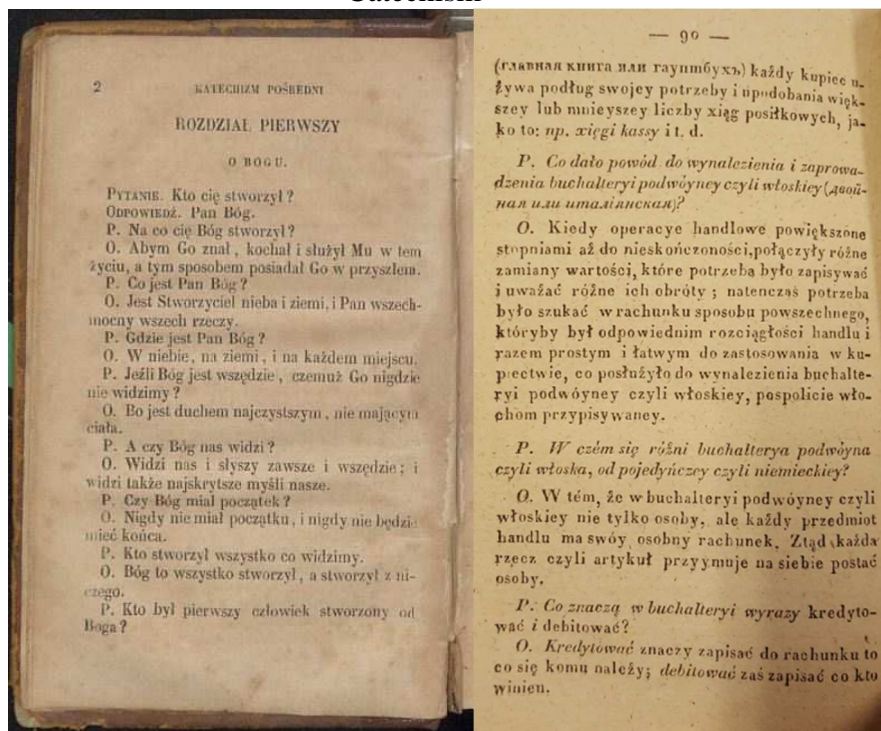 2
KATECHIZM POŚREDNI
ROZDZIAŁ PIERWSZY
O BOGU.
PYTANIE. Kto cię stworzył ?
ODPOWIEDŹ. Pan Bóg.
P. Na co cię Bóg stworzył ?
O. Abym Go znał , kochał i służył Mu w tem
życiu, a tym sposobem posiadał Go w przyszłem.
P. Co jest Pan Bóg ?
O. Jest Stworzyciel nieba i ziemi, i Pan wszech-
mocny wszech rzeczy.
P. Gdzie jest Pan Bóg ?
O. W niebie, na ziemi , i na każdem miejscu.
P. Jeźli Bóg jest wszędzie , czemuż Go nigdzie
nie widzimy ?
O. Bo jest duchem najczystszym , nie mającym
ciała.
P. A czy Bóg nas widzi ?
O. Widzi nas i słyszy zawsze i wszędzie ; i
widzi także najskrytsze myśli nasze.
P. Czy Bóg miał początek ?
O. Nigdy nie miał początku , i nigdy nie będzie
mieć końca.
P. Kto stworzył wszystko co widzimy.
O. Bóg to wszystko stworzył , a stworzył z ni-
czego.
P. Kto był pierwszy człowiek stworzony od
Boga ?
— 90 —
(главная книга или гауптбухъ) każdy kupiec u-
żywa podług swojey potrzeby i upodobania więk-
szey lub mnieyszey liczby xiąg posiłkowych, ja-
ko to: np. xięgi kassy i t. d.
P. Co dało powód do wynalezienia i zaprowa-
dzenia buchalteryi podwóyney czyli włoskiey (двой-
ная или италіянская)?
O. Kiedy operacye handlowe powiększone
stopniami aż do nieskończoności, połączyły różne
zamiany wartości, które potrzeba było zapisywać
i uważać różne ich obróty ; natenczas potrzeba
było szukać w rachunku sposobu powszechnego,
któryby był odpowiednim rozciągłości handlu i
razem prostym i łatwym do zastosowania w ku-
piectwie, co posłużyło do wynalezienia buchalte-
ryi podwóyney czyli włoskiey, pospolicie wło-
chom przypisywaney.
P. W czém się różni buchalterya podwóyna
czyli włoska, od pojedyńczey czyli niemieckiey?
O. W tém, że w buchalteryi podwóyney czyli
włoskiey nie tylko osoby, ale każdy przedmiot
handlu ma swóy osobny rachunek. Ztąd każda
rzecz czyli artykuł przyymuje na siebie postać
osoby.
P. Co znaczą w buchalteryi wyrazy kredyto-
wać i debitować?
O. Kredytować znaczy zapisać do rachunku to
co się komu należy; debitować zaś zapisać co kto
winien.